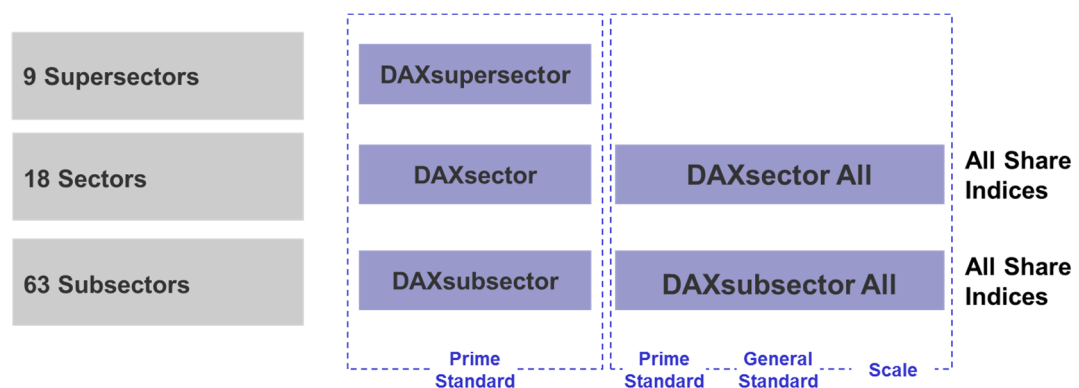 9 Supersectors
DAXsupersector
18 Sectors
DAXsector
DAXsector All
All Share
Indices
63 Subsectors
DAXsubsector
DAXsubsector All
All Share
Indices
Prime
Standard
Prime
Standard
General
Standard
Scale